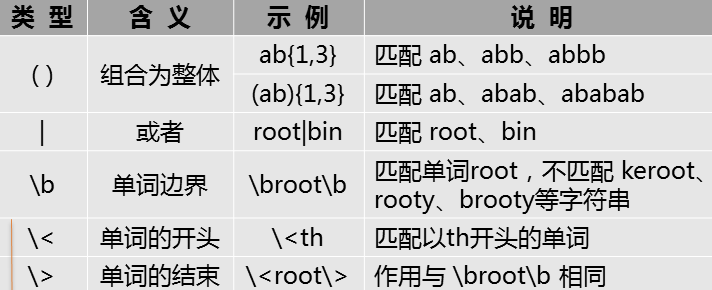 类 型 含 义 示 例 说 明
( ) 组合为整体 ab{1,3} 匹配 ab、abb、abbb
(ab){1,3} 匹配 ab、abab、ababab
| 或者 root|bin 匹配 root、bin
\b 单词边界 \broot\b 匹配单词root，不匹配 keroot、
rooty、brooty等字符串
\< 单词的开头 \<th 匹配以th开头的单词
\> 单词的结束 \<root\> 作用与 \broot\b 相同